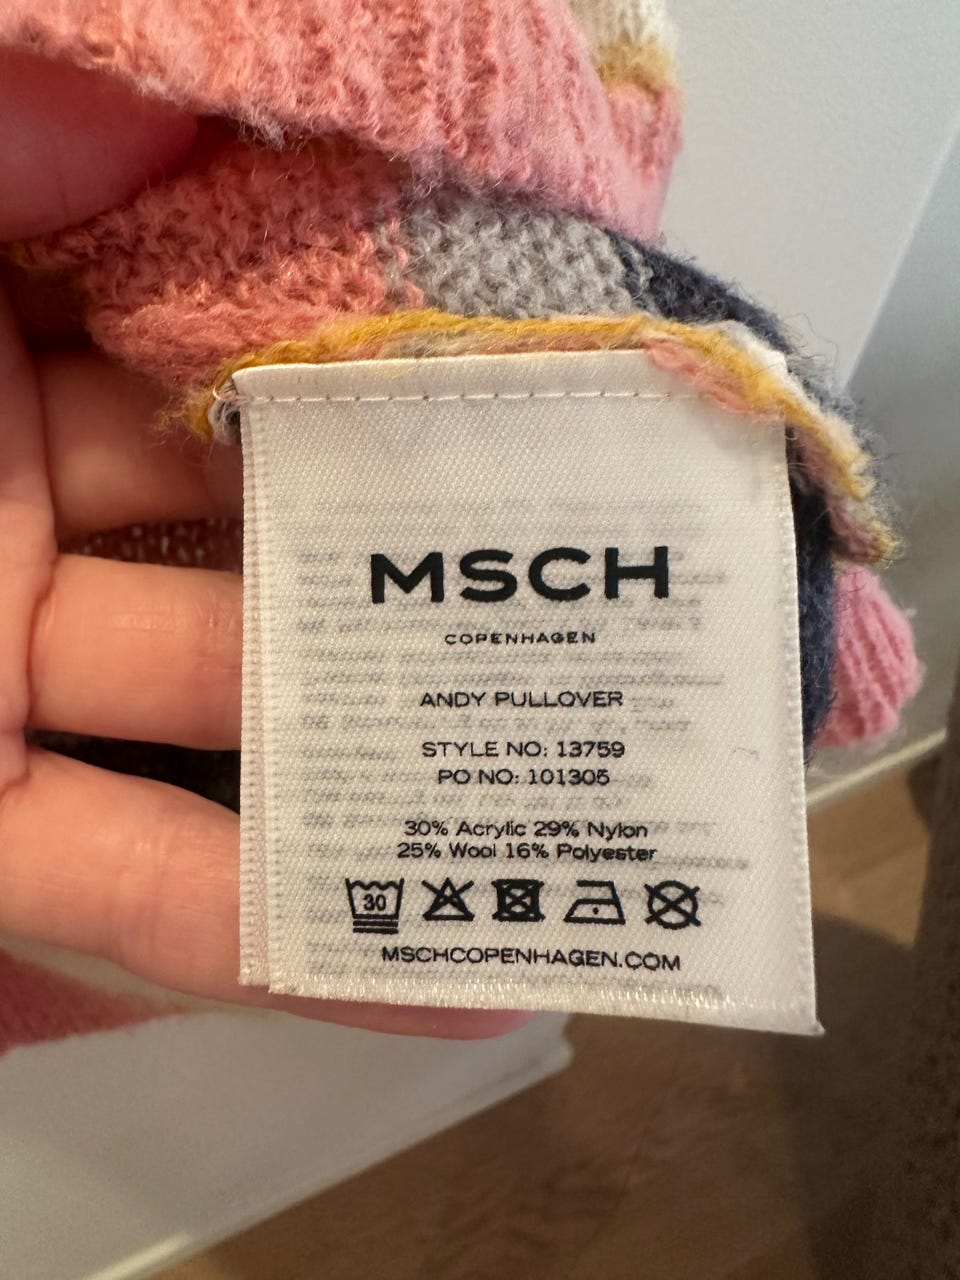 MSCH
COPENHAGEN
ANDY PULLOVER
STYLE NO: 13759
PO NO: 101305
30% Acrylic 29% Nylon
25% Wool 16% Polyester
30
MSCHCOPENHAGEN.COM